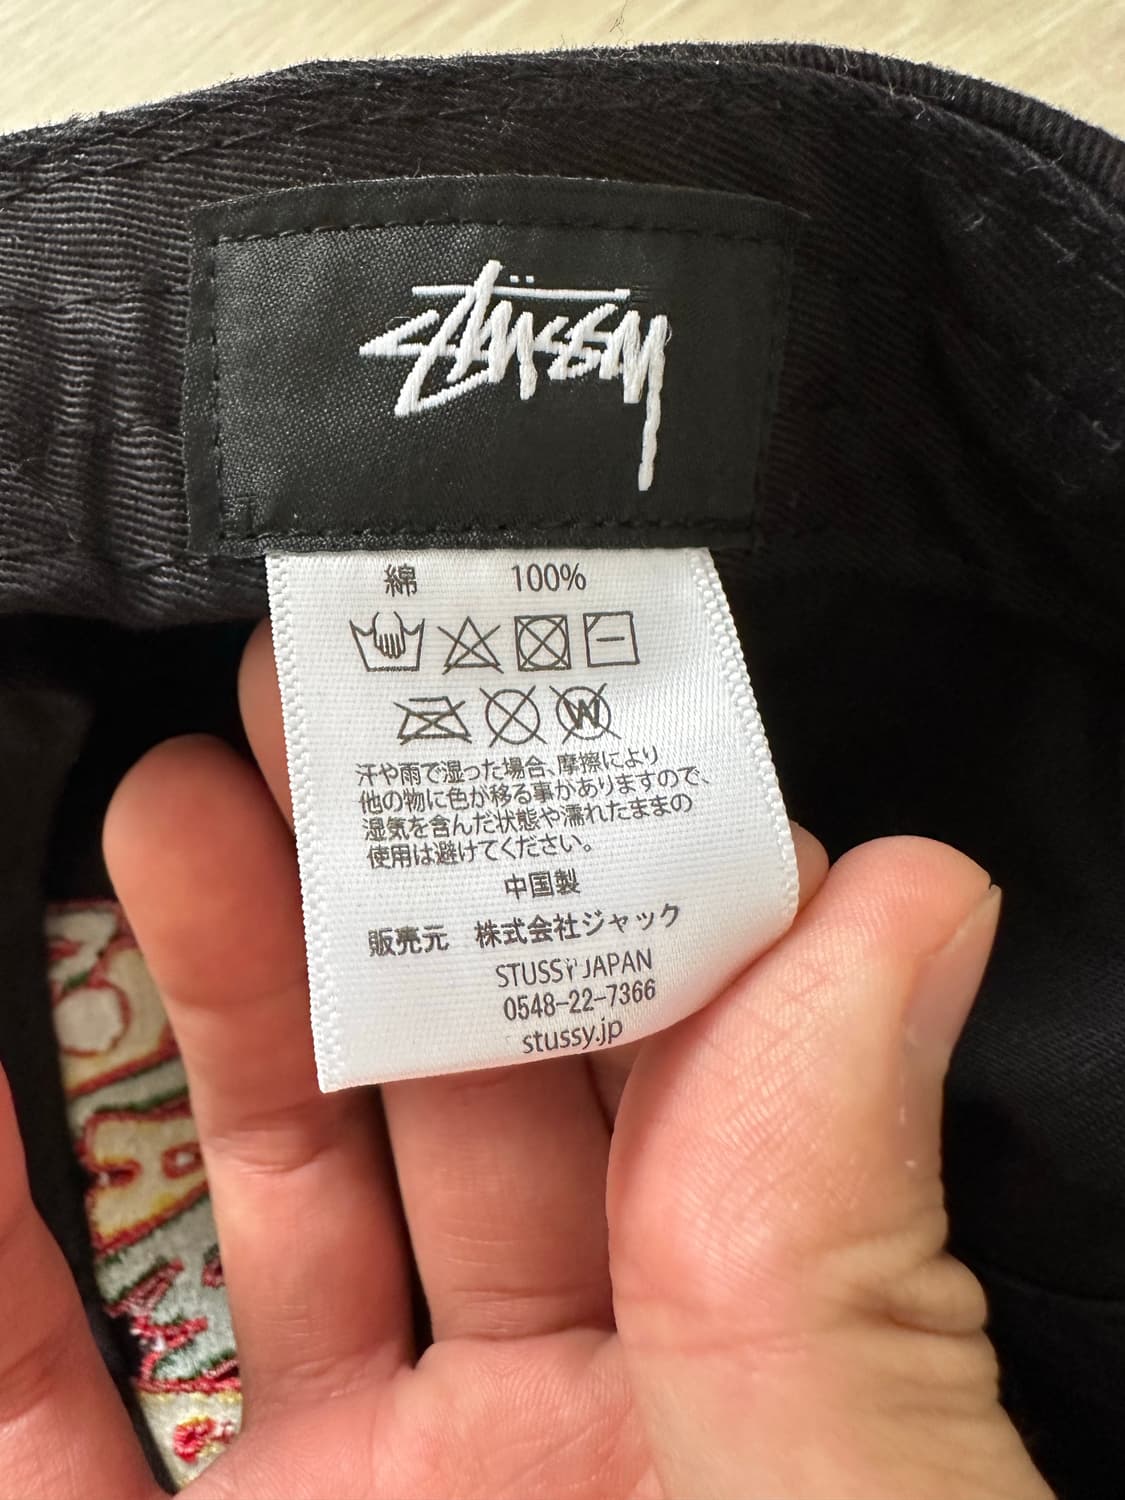 Stüssy
綿 100%
W
汗や雨で湿った場合、摩擦により
他の物に色が移る事がありますので、
湿気を含んだ状態や濡れたままの
使用は避けてください。
中国製
販売元 株式会社ジャック
STUSSY JAPAN
0548-22-7366
stussy.jp